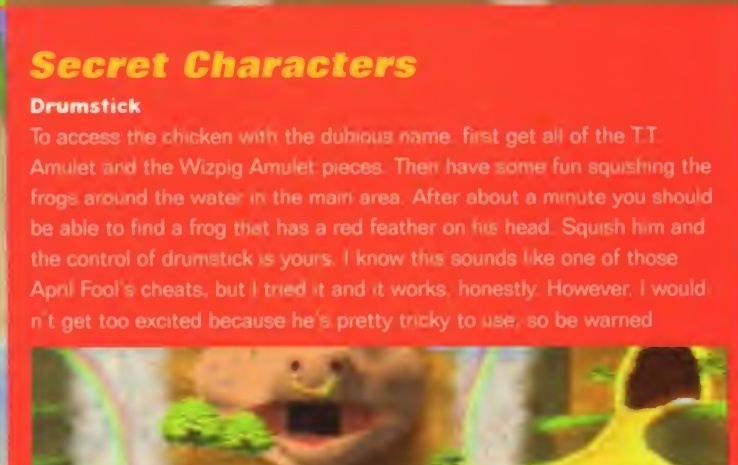 Secret Characters
Drumstick
To access the chicken with the dubious name, first get all of the T.T.
Amulet and the Wizpig Amulet pieces. Then have some fun squishing the
frogs around the water in the main area. After about a minute you should
be able to find a frog that has a red feather on his head. Squish him and
the control of drumstick is yours. I know this sounds like one of those
April Fool's cheats, but I tried it and it works, honestly. However, I would
n't get too excited because he's pretty tricky to use, so be warned